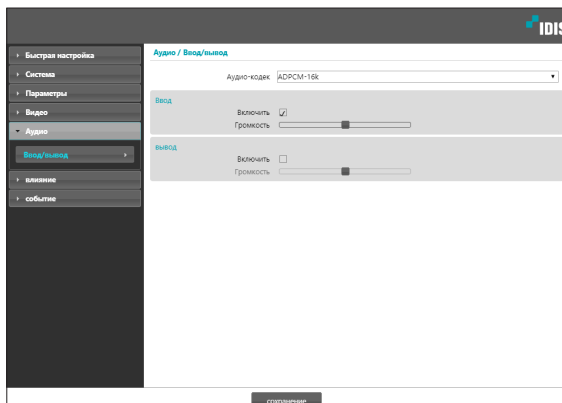 IDIS
Быстрая настройка
Система
Параметры
Видео
Аудио
Ввод/вывод
влияние
событие
Аудио / Ввод/вывод
Аудио-кодек ADPCM-16k
Ввод
Включить
Громкость
вывод
Включить
Громкость
сохранение